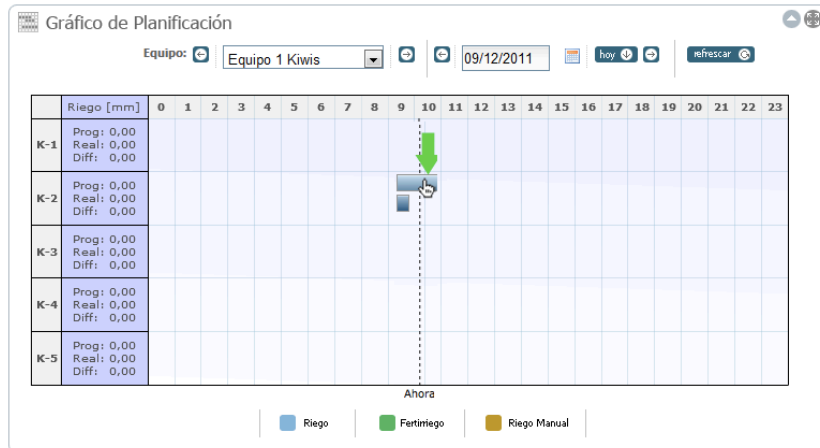 Gráfico de Planificación
Equipo: Equipo 1 Kiwis 09/12/2011 hoy refrescar
Riego [mm] 0 1 2 3 4 5 6 7 8 9 10 11 12 13 14 15 16 17 18 19 20 21 22 23
K-1 Prog: 0,00
Real: 0,00
Diff: 0,00
K-2 Prog: 0,00
Real: 0,00
Diff: 0,00
K-3 Prog: 0,00
Real: 0,00
Diff: 0,00
K-4 Prog: 0,00
Real: 0,00
Diff: 0,00
K-5 Prog: 0,00
Real: 0,00
Diff: 0,00
Ahora
Riego Fertirriego Riego Manual